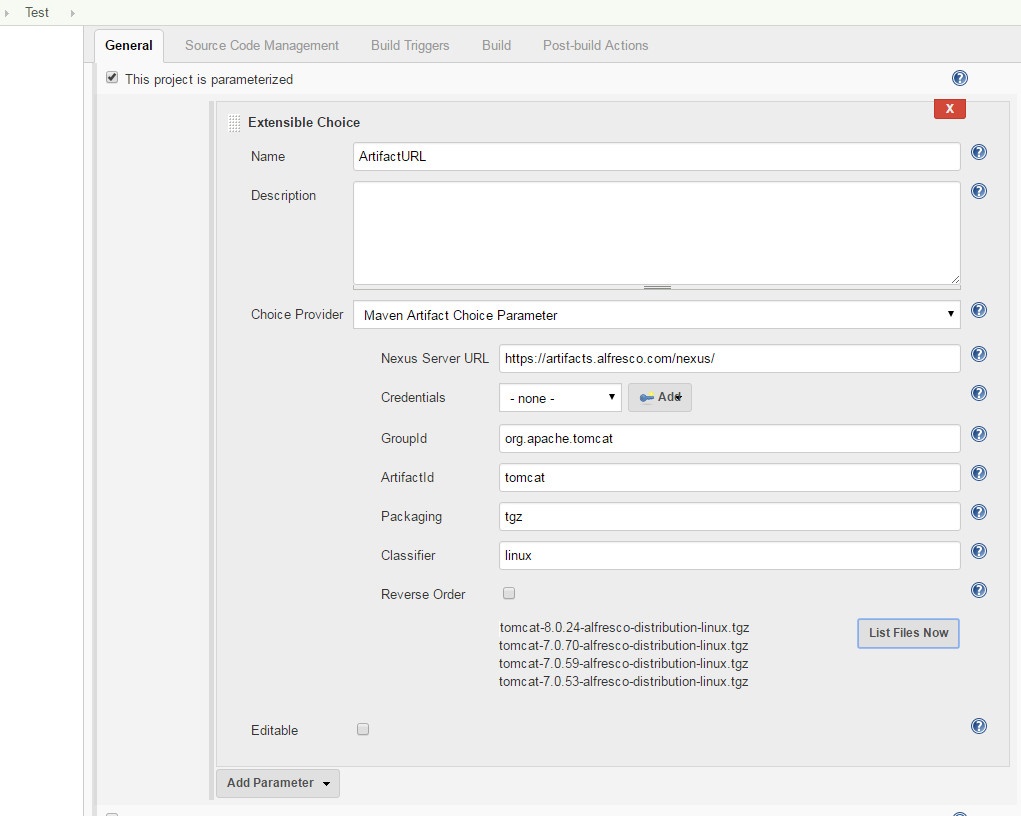 Test
General Source Code Management Build Triggers Build Post-build Actions
This project is parameterized
X
Extensible Choice
Name ArtifactURL
Description
Choice Provider Maven Artifact Choice Parameter
Nexus Server URL https://artifacts.alfresco.com/nexus/
Credentials - none - Add
GroupId org.apache.tomcat
ArtifactId tomcat
Packaging tgz
Classifier linux
Reverse Order
tomcat-8.0.24-alfresco-distribution-linux.tgz List Files Now
tomcat-7.0.70-alfresco-distribution-linux.tgz
tomcat-7.0.59-alfresco-distribution-linux.tgz
tomcat-7.0.53-alfresco-distribution-linux.tgz
Editable
Add Parameter